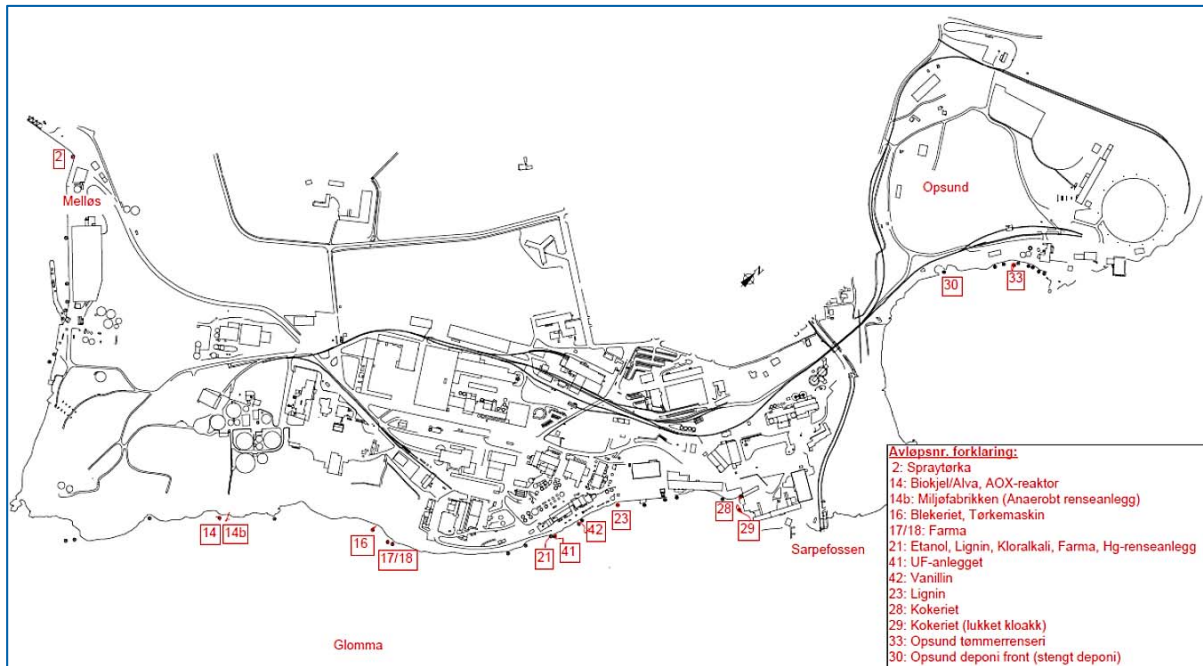 2
Melløs
Opsund
30
33
N
14
14b
16
17/18
21
41
42
23
28
29
Sarpefossen
Glomma
Avløpsnr. forklaring:
2: Spraytørka
14: Biokjel/Alva, AOX-reaktor
14b: Miljøfabrikken (Anaerobt renseanlegg)
16: Blekeriet, Tørkemaskin
17/18: Farma
21: Etanol, Lignin, Kloralkali, Farma, Hg-renseanlegg
41: UF-anlegget
42: Vanillin
23: Lignin
28: Kokeriet
29: Kokeriet (lukket kloakk)
33: Opsund tømmerrenseri
30: Opsund deponi front (stengt deponi)